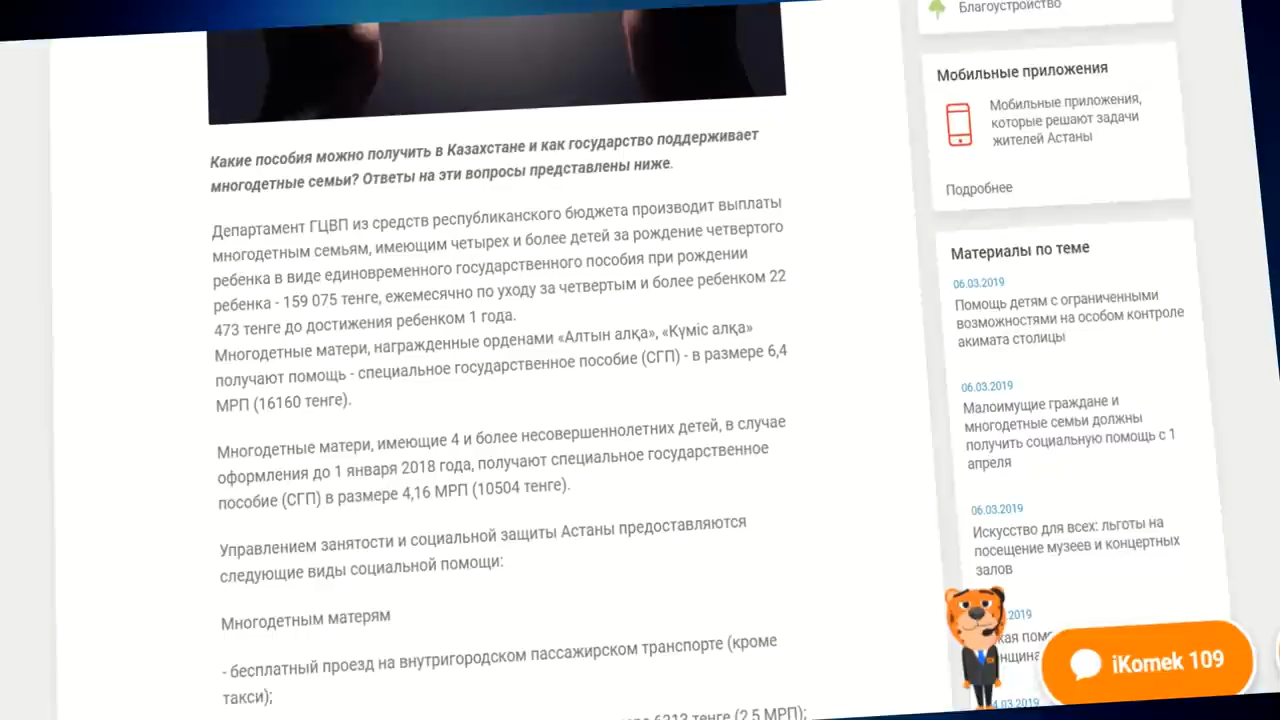 Какие пособия можно получить в Казахстане и как государство поддерживает
многодетные семьи? Ответы на эти вопросы представлены ниже.
Департамент ГЦВП из средств республиканского бюджета производит выплаты
многодетным семьям, имеющим четырех и более детей за рождение четвертого
ребенка в виде единовременного государственного пособия при рождении
ребенка - 159 075 тенге, ежемесячно по уходу за четвертым и более ребенком 22
473 тенге до достижения ребенком 1 года.
Многодетные матери, награжденные орденами «Алтын алқа», «Күміс алқа»
получают помощь - специальное государственное пособие (СГП) - в размере 6,4
МРП (16160 тенге).
Многодетные матери, имеющие 4 и более несовершеннолетних детей, в случае
оформления до 1 января 2018 года, получают специальное государственное
пособие (СГП) в размере 4,16 МРП (10504 тенге).
Управлением занятости и социальной защиты Астаны предоставляются
следующие виды социальной помощи:
Многодетным матерям
- бесплатный проезд на внутригородском пассажирском транспорте (кроме
такси);
6313 тенге (2,5 МРП);
Благоустройство
Мобильные приложения
Мобильные приложения,
которые решают задачи
жителей Астаны
Подробнее
Материалы по теме
06.03.2019
Помощь детям с ограниченными
возможностями на особом контроле
акимата столицы
06.03.2019
Малоимущие граждане и
многодетные семьи должны
получить социальную помощь с 1
апреля
06.03.2019
Искусство для всех: льготы на
посещение музеев и концертных
залов
2019
iKomek 109
03.2019